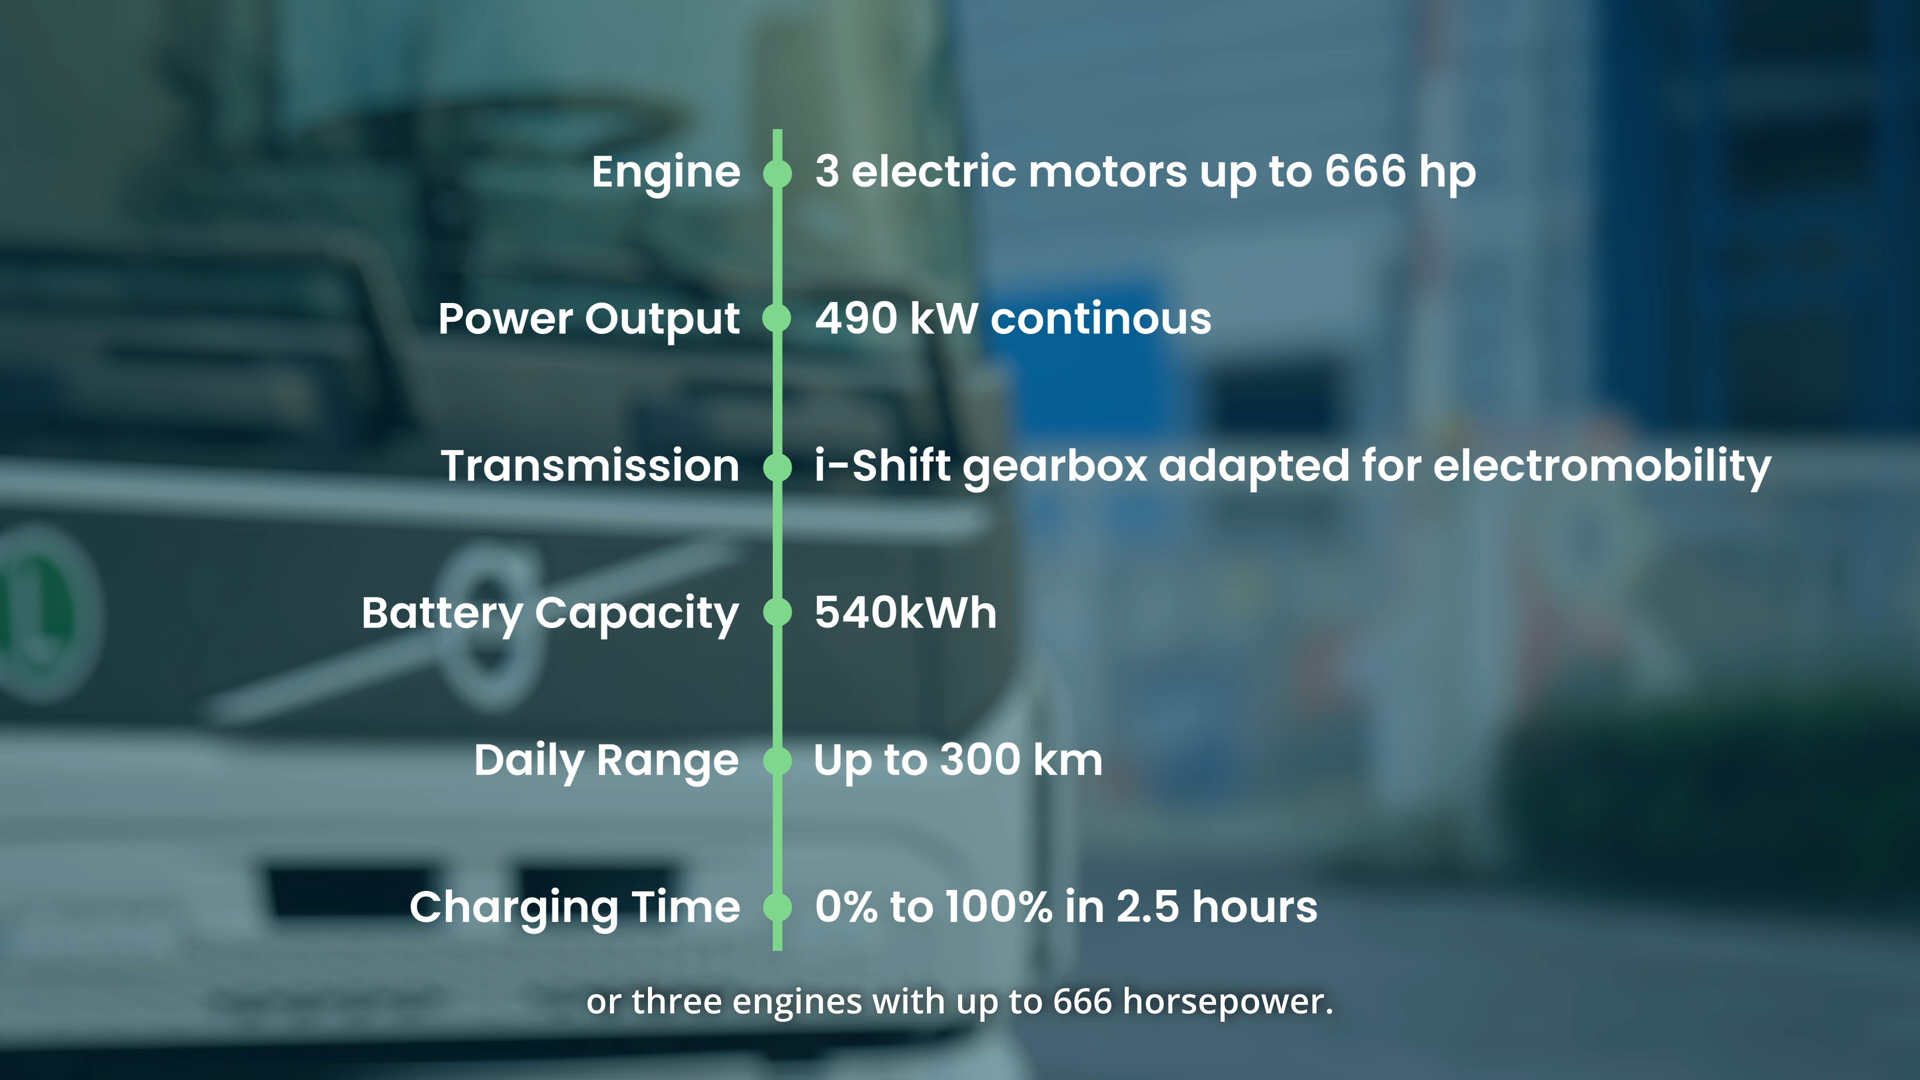 Engine 3 electric motors up to 666 hp
Power Output 490 kW continous
Transmission i-Shift gearbox adapted for electromobility
Battery Capacity 540kWh
Daily Range Up to 300 km
Charging Time 0% to 100% in 2.5 hours
or three engines with up to 666 horsepower.